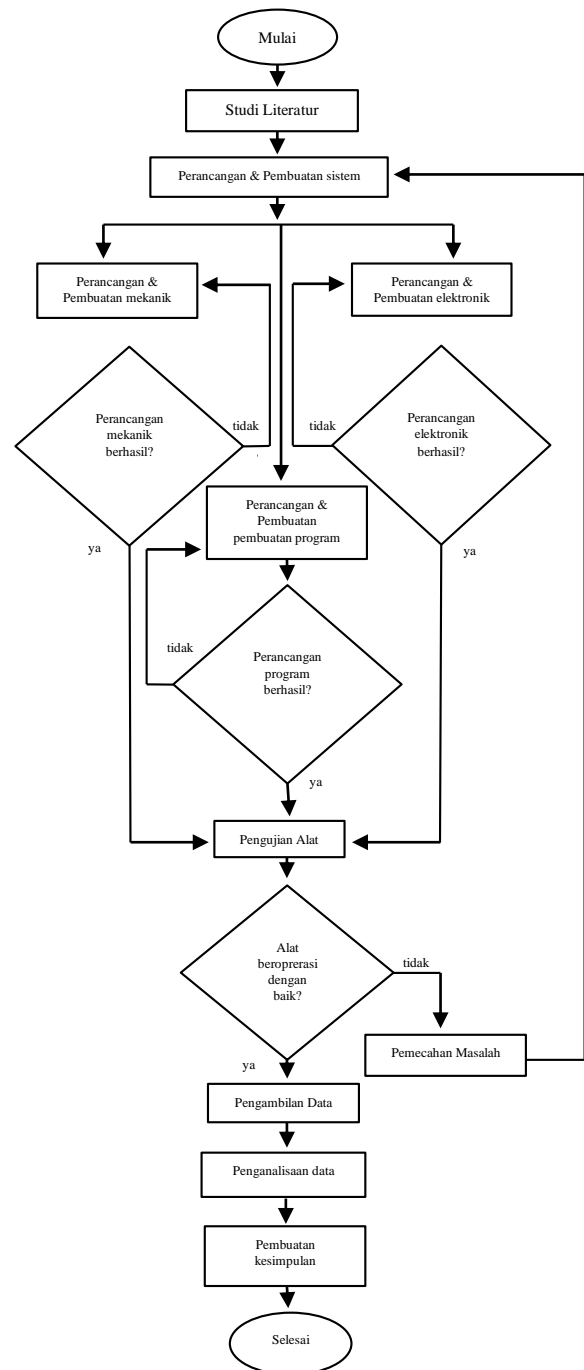 Mulai
Studi Literatur
Perancangan & Pembuatan sistem
Perancangan &
Pembuatan mekanik
Perancangan &
Pembuatan elektronik
Perancangan
mekanik
berhasil?
tidak
tidak
Perancangan
elektronik
berhasil?
ya
ya
Perancangan &
Pembuatan
pembuatan program
tidak
Perancangan
program
berhasil?
ya
Pengujian Alat
Alat
beroprerasi
dengan
baik?
tidak
ya
Pemecahan Masalah
Pengambilan Data
Penganalisaan data
Pembuatan
kesimpulan
Selesai